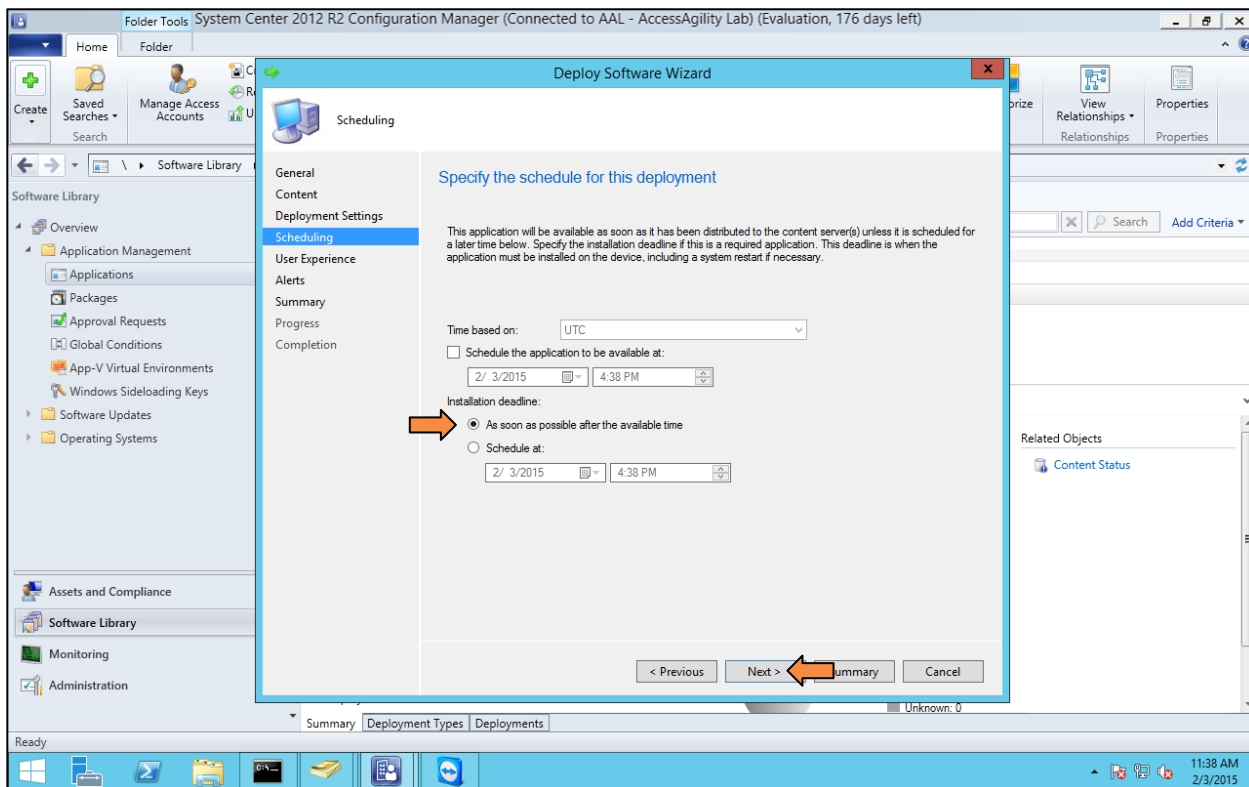 Folder Tools System Center 2012 R2 Configuration Manager (Connected to AAL - AccessAgility Lab) (Evaluation, 176 days left)
Home Folder
Create
Saved Searches
Search
Manage Access Accounts
View Relationships
Relationships
Properties
Properties
\ Software Library
Software Library
Overview
Application Management
Applications
Packages
Approval Requests
Global Conditions
App-V Virtual Environments
Windows Sideloading Keys
Software Updates
Operating Systems
Assets and Compliance
Software Library
Monitoring
Administration
Deploy Software Wizard
x
Scheduling
General
Content
Deployment Settings
Scheduling
User Experience
Alerts
Summary
Progress
Completion
Specify the schedule for this deployment
This application will be available as soon as it has been distributed to the content server(s) unless it is scheduled for
a later time below. Specify the installation deadline if this is a required application. This deadline is when the
application must be installed on the device, including a system restart if necessary.
Time based on: UTC
Schedule the application to be available at:
2/ 3/2015 4:38 PM
Installation deadline:
As soon as possible after the available time
Schedule at:
2/ 3/2015 4:38 PM
< Previous Next > Summary Cancel
Search Add Criteria
Related Objects
Content Status
Unknown: 0
Summary Deployment Types Deployments
Ready
11:38 AM
2/3/2015